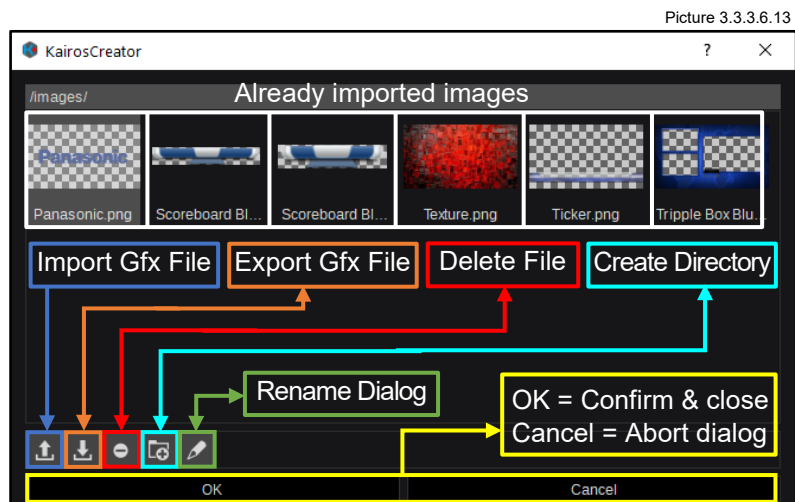 Picture 3.3.3.6.13
KairosCreator
/images/
Already imported images
Panasonic
Panasonic.png
Scoreboard Bl...
Scoreboard Bl...
Texture.png
Ticker.png
Tripple Box Blu...
Import Gfx File
Export Gfx File
Delete File
Create Directory
Rename Dialog
OK = Confirm & close
Cancel = Abort dialog
OK
Cancel